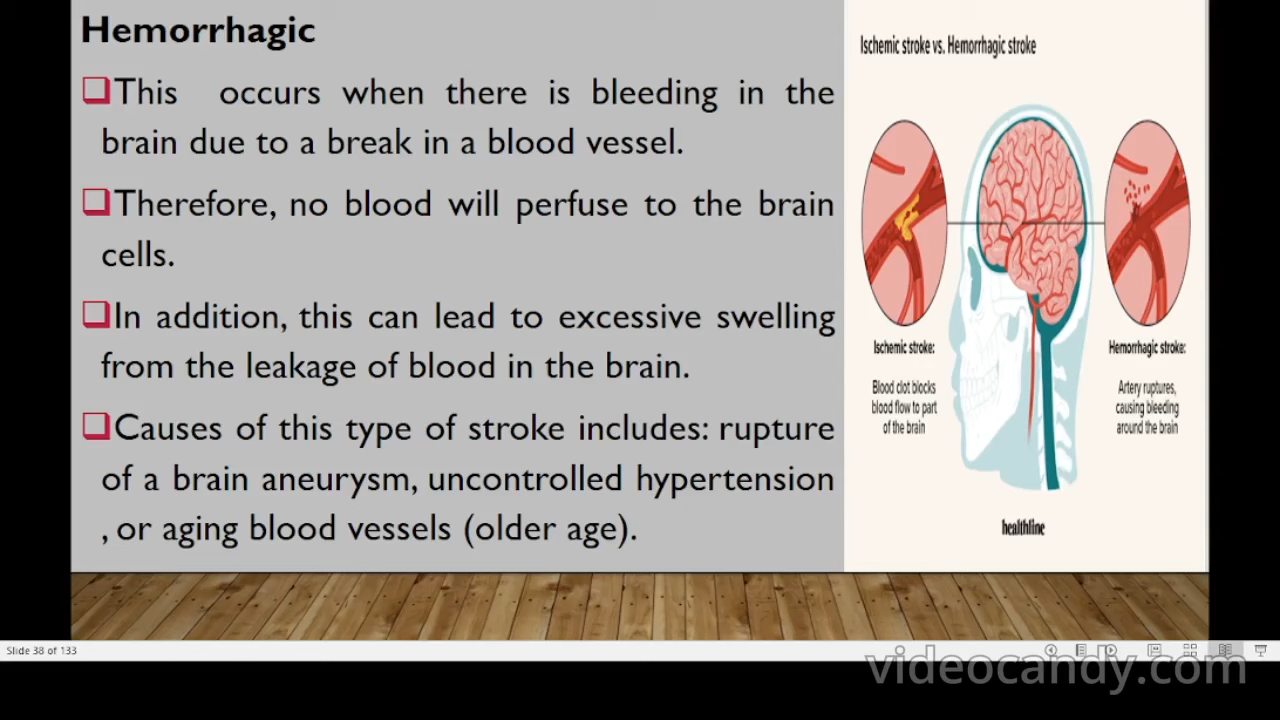 Hemorrhagic
❑This occurs when there is bleeding in the
brain due to a break in a blood vessel.
❑Therefore, no blood will perfuse to the brain
cells.
❑In addition, this can lead to excessive swelling
from the leakage of blood in the brain.
❑Causes of this type of stroke includes: rupture
of a brain aneurysm, uncontrolled hypertension
, or aging blood vessels (older age).
Ischemic stroke vs. Hemorrhagic stroke
Ischemic stroke:
Blood clot blocks
blood flow to part
of the brain
Hemorrhagic stroke:
Artery ruptures,
causing bleeding
around the brain
healthline
Slide 38 of 133
videocandy.com